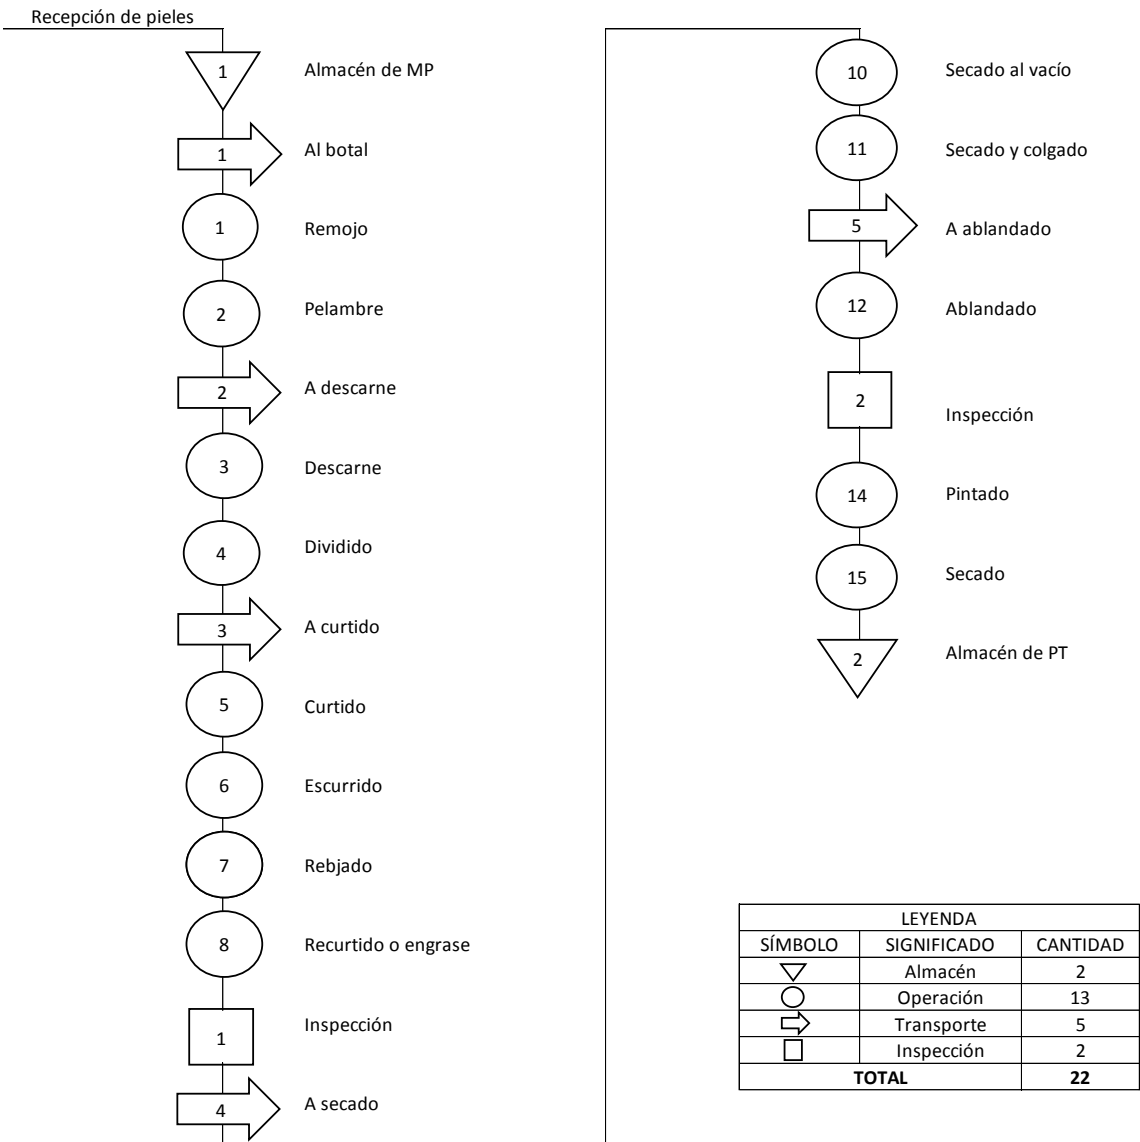 Recepción de pieles
1 Almacén de MP
1 Al botal
1 Remojo
2 Pelambre
2 A descarne
3 Descarne
4 Dividido
3 A curtido
5 Curtido
6 Escurrido
7 Rebjado
8 Recurtido o engrase
1 Inspección
4 A secado
10 Secado al vacío
11 Secado y colgado
5 A ablandado
12 Ablandado
2 Inspección
14 Pintado
15 Secado
2 Almacén de PT
LEYENDA
SÍMBOLO SIGNIFICADO CANTIDAD
Almacén 2
Operación 13
Transporte 5
Inspección 2
TOTAL 22